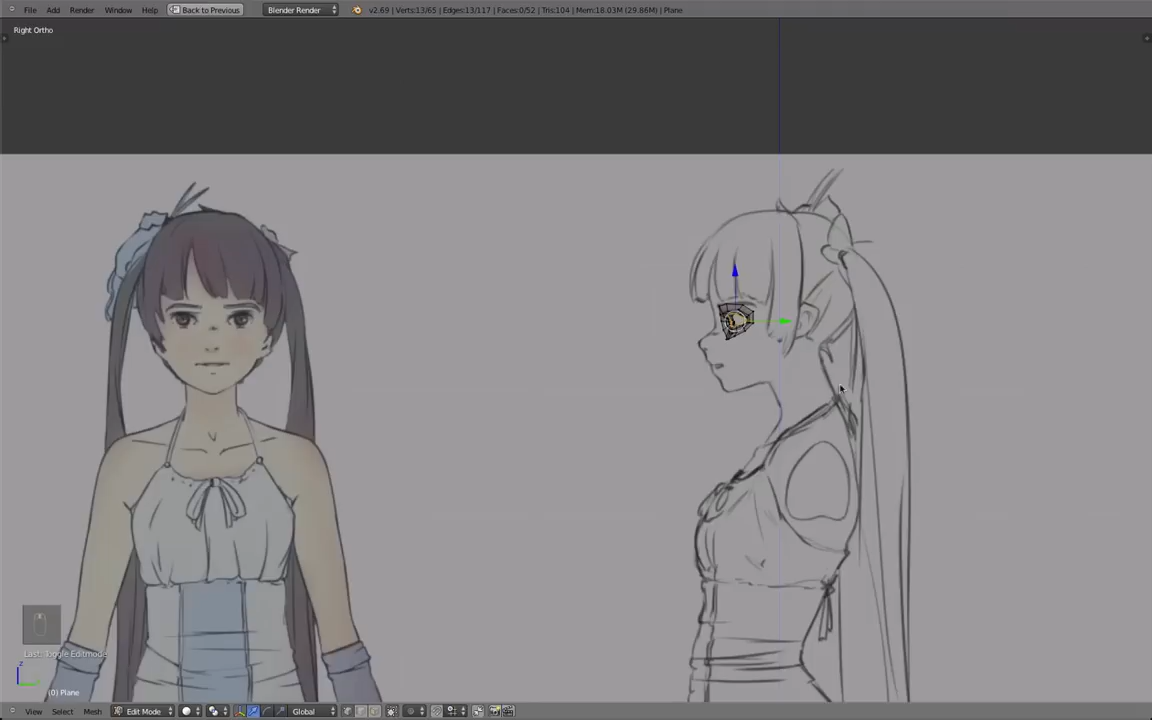 File Add Render Window Help Back to Previous Blender Render v2.69 | Verts:13/65 | Edges:13/117 | Faces:0/52 | Tris:104 | Mem:18.03M (29.86M) | Plane
Right Ortho
Last: Toggle Editmode
z
(0) Plane
View Select Mesh Edit Mode Global